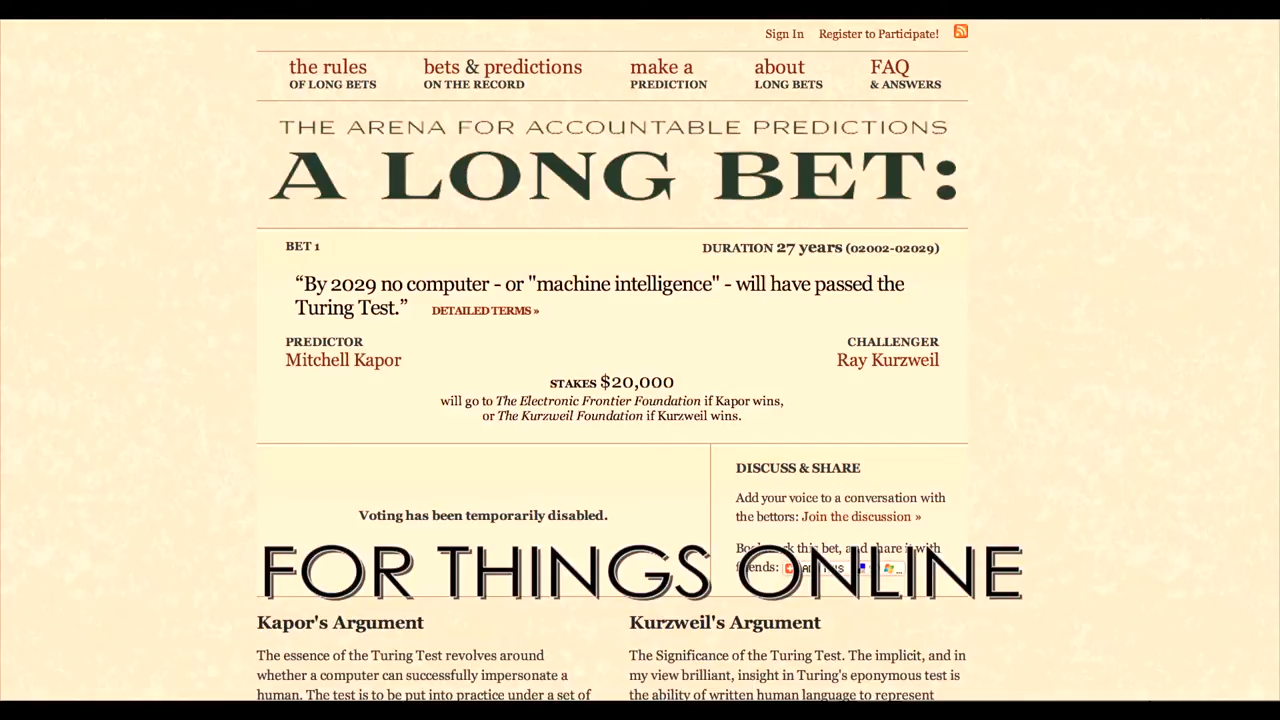 Sign In Register to Participate!
the rules bets & predictions make a about FAQ
OF LONG BETS ON THE RECORD PREDICTION LONG BETS & ANSWERS
THE ARENA FOR ACCOUNTABLE PREDICTIONS
A LONG BET:
BET 1 DURATION 27 years (02002-02029)
“By 2029 no computer - or "machine intelligence" - will have passed the
Turing Test.” DETAILED TERMS »
PREDICTOR CHALLENGER
Mitchell Kapor Ray Kurzweil
STAKES $20,000
will go to The Electronic Frontier Foundation if Kapor wins,
or The Kurzweil Foundation if Kurzweil wins.
Voting has been temporarily disabled.
DISCUSS & SHARE
Add your voice to a conversation with
the bettors: Join the discussion »
Bookmark this bet, and share it with
friends:
FOR THINGS ONLINE
Kapor's Argument
The essence of the Turing Test revolves around
whether a computer can successfully impersonate a
human. The test is to be put into practice under a set of
Kurzweil's Argument
The Significance of the Turing Test. The implicit, and in
my view brilliant, insight in Turing's eponymous test is
the ability of written human language to represent